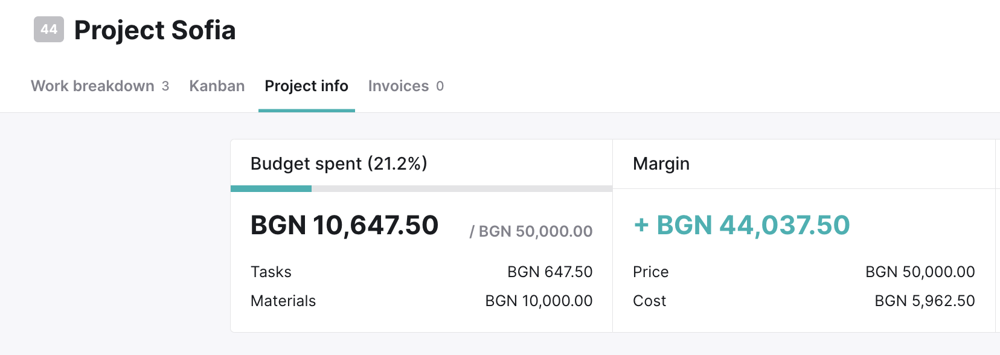 44 Project Sofia
Work breakdown 3 Kanban Project info Invoices 0
Budget spent (21.2%)
BGN 10,647.50 / BGN 50,000.00
Tasks BGN 647.50
Materials BGN 10,000.00
Margin
+ BGN 44,037.50
Price BGN 50,000.00
Cost BGN 5,962.50